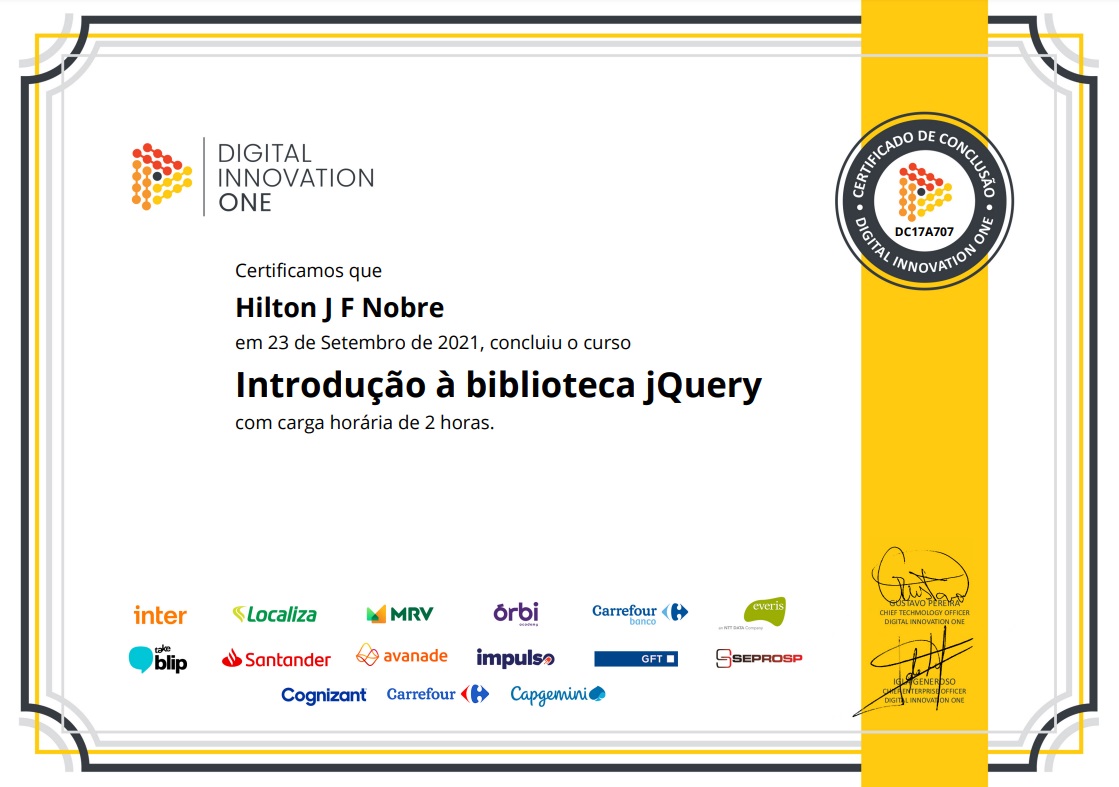 DIGITAL
INNOVATION
ONE
CERTIFICADO DE CONCLUSÃO
DC17A707
DIGITAL INNOVATION ONE
Certificamos que
Hilton J F Nobre
em 23 de Setembro de 2021, concluiu o curso
Introdução à biblioteca jQuery
com carga horária de 2 horas.
GUSTAVO PEREIRA
CHIEF TECHNOLOGY OFFICER
DIGITAL INNOVATION ONE
inter
Localiza
MRV
órbi
academy
Carrefour
banco
everis
an NTT DATA Company
take
blip
Santander
avanade
impulso
GFT
SEPROSP
IGLÁ GENEROSO
CHIEF ENTERPRISE OFFICER
DIGITAL INNOVATION ONE
Cognizant
Carrefour
Capgemini